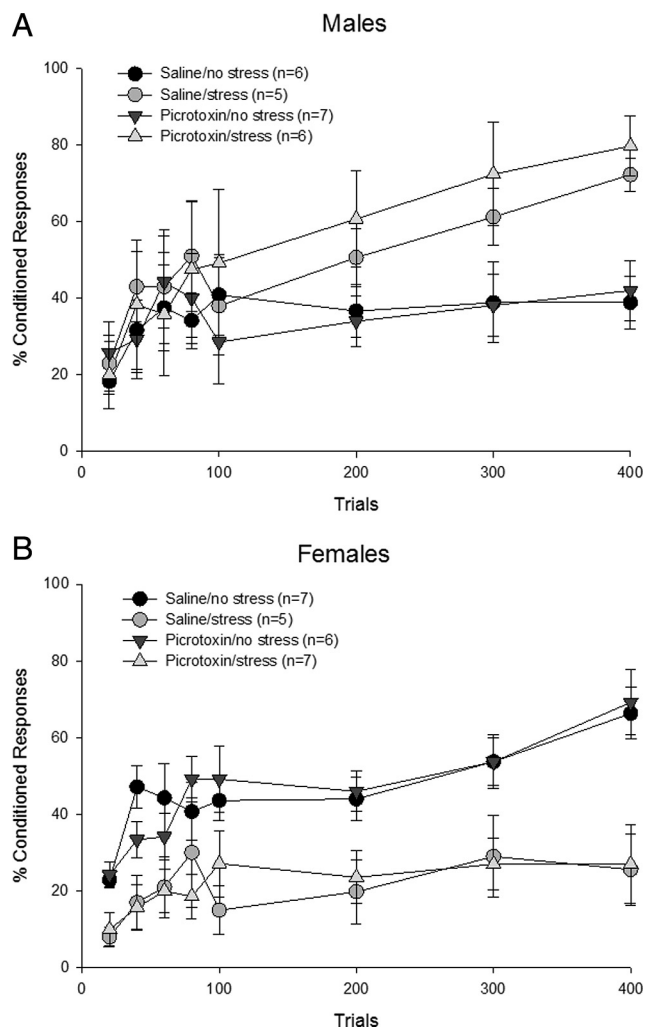 A
Males
Saline/no stress (n=6)
Saline/stress (n=5)
Picrotoxin/no stress (n=7)
Picrotoxin/stress (n=6)
% Conditioned Responses
100
80
60
40
20
0
0 100 200 300 400
Trials
B
Females
Saline/no stress (n=7)
Saline/stress (n=5)
Picrotoxin/no stress (n=6)
Picrotoxin/stress (n=7)
% Conditioned Responses
100
80
60
40
20
0
0 100 200 300 400
Trials